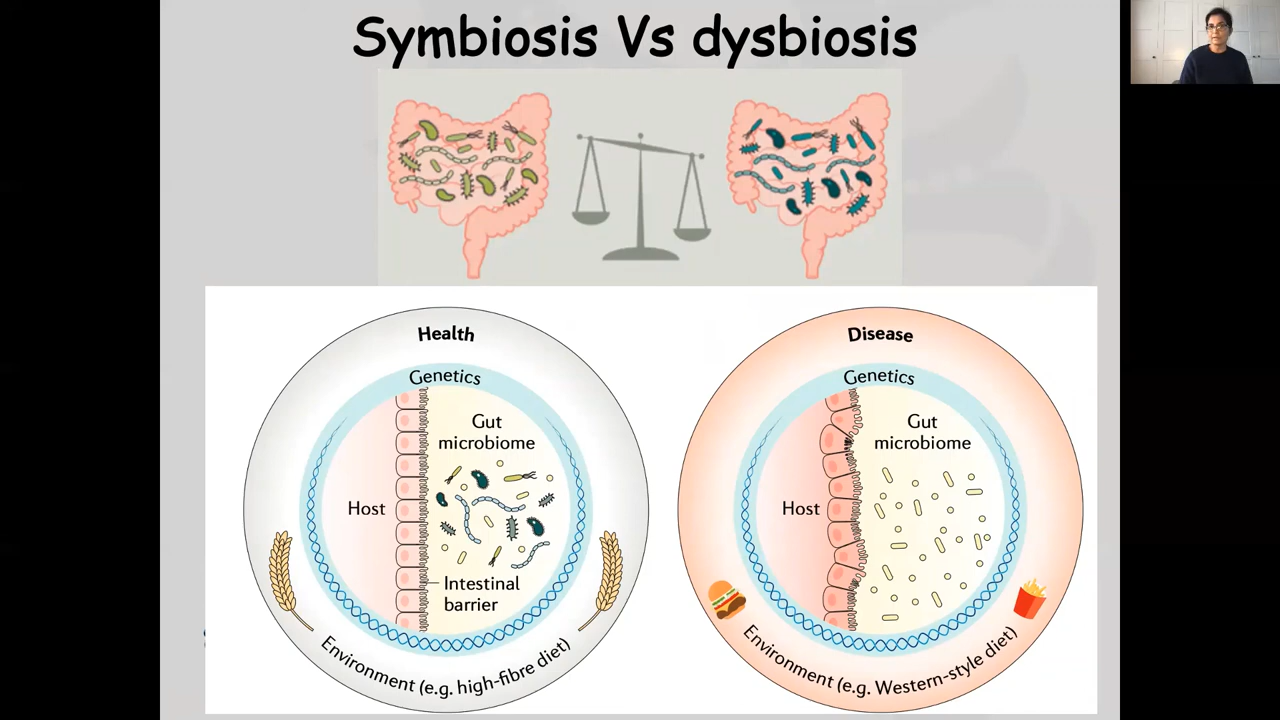 Symbiosis Vs dysbiosis
Health
Genetics
Gut
microbiome
Host
Intestinal
barrier
Environment (e.g. high-fibre diet)
Disease
Genetics
Gut
microbiome
Host
Environment (e.g. Western-style diet)